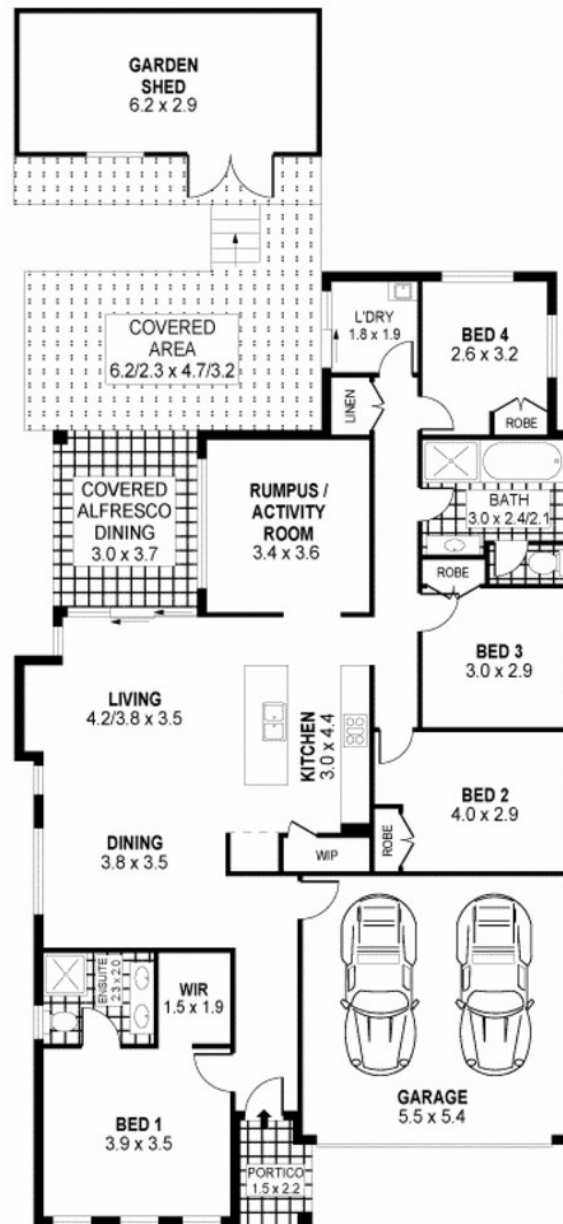 GARDEN
SHED
6.2 x 2.9
COVERED
AREA
6.2/2.3 x 4.7/3.2
L'DRY
1.8 x 1.9
BED 4
2.6 x 3.2
LINEN
ROBE
COVERED
ALFRESCO
DINING
3.0 x 3.7
RUMPUS /
ACTIVITY
ROOM
3.4 x 3.6
BATH
3.0 x 2.4/2.1
ROBE
BED 3
3.0 x 2.9
LIVING
4.2/3.8 x 3.5
KITCHEN
3.0 x 4.4
DINING
3.8 x 3.5
WIP
ROBE
BED 2
4.0 x 2.9
ENSUITE
2.3 x 2.0
WIR
1.5 x 1.9
BED 1
3.9 x 3.5
GARAGE
5.5 x 5.4
PORTICO
1.5 x 2.2